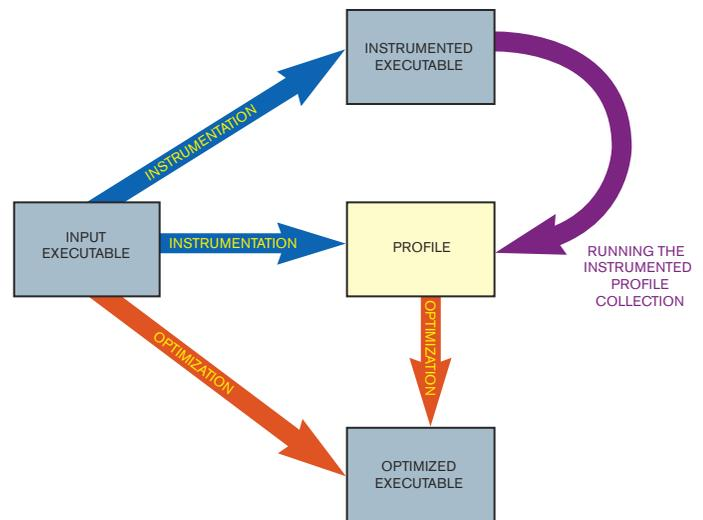 INSTRUMENTED
EXECUTABLE
INSTRUMENTATION
INPUT
EXECUTABLE
INSTRUMENTATION
PROFILE
RUNNING THE
INSTRUMENTED
PROFILE
COLLECTION
OPTIMIZATION
OPTIMIZATION
OPTIMIZED
EXECUTABLE